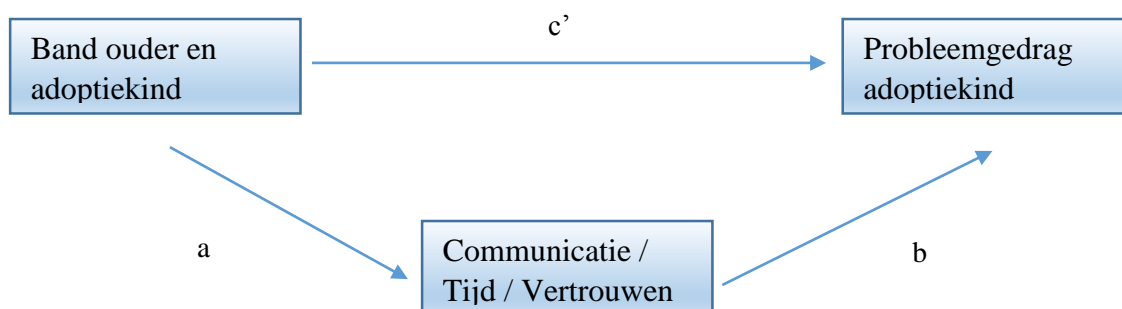 c’
Band ouder en
adoptiekind
Probleemgedrag
adoptiekind
a
Communicatie /
Tijd / Vertrouwen
b